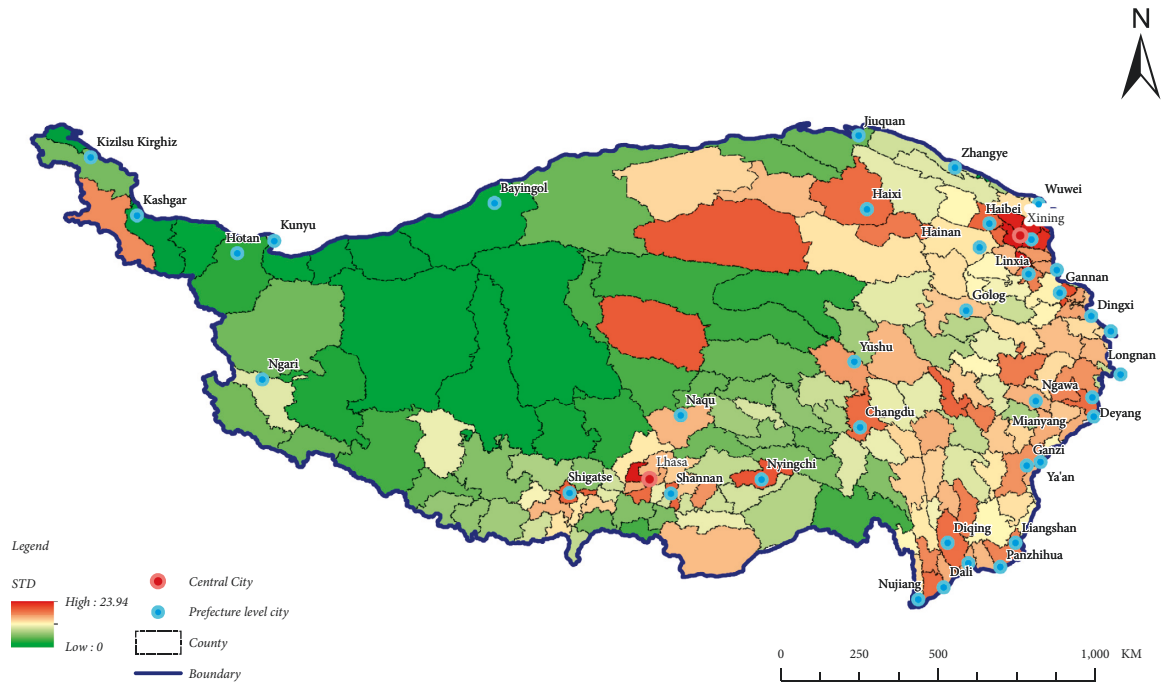 N
Jiuquan
Kizilsu Kirghiz
Zhangye
Bayingol
Wuwei
Kashgar
Haixi
Haibei
Xining
Kunyu
Hotan
Hainan
Linxia
Gannan
Golog
Dingxi
Yushu
Longnan
Ngari
Ngawa
Naqu
Changdu
Deyang
Mianyang
Ganzi
Lhasa
Nyingchi
Shigatse
Shannan
Ya'an
Diqing
Liangshan
Panzhihua
Dali
Nujiang
Legend
STD
High : 23.94
Low : 0
Central City
Prefecture level city
County
Boundary
0 250 500 1,000 KM